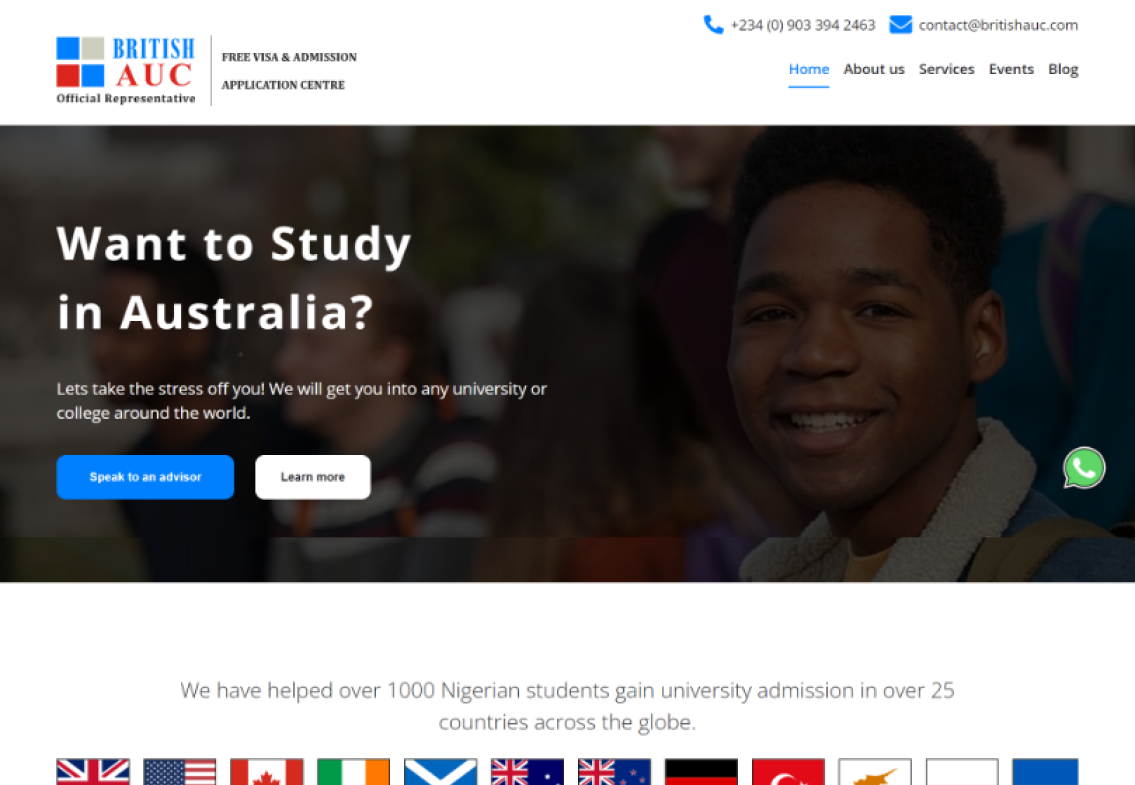 +234 (0) 903 394 2463 contact@britishauc.com
BRITISH
AUC
Official Representative
FREE VISA & ADMISSION
APPLICATION CENTRE
Home About us Services Events Blog
Want to Study
in Australia?
Lets take the stress off you! We will get you into any university or
college around the world.
Speak to an advisor Learn more
We have helped over 1000 Nigerian students gain university admission in over 25
countries across the globe.